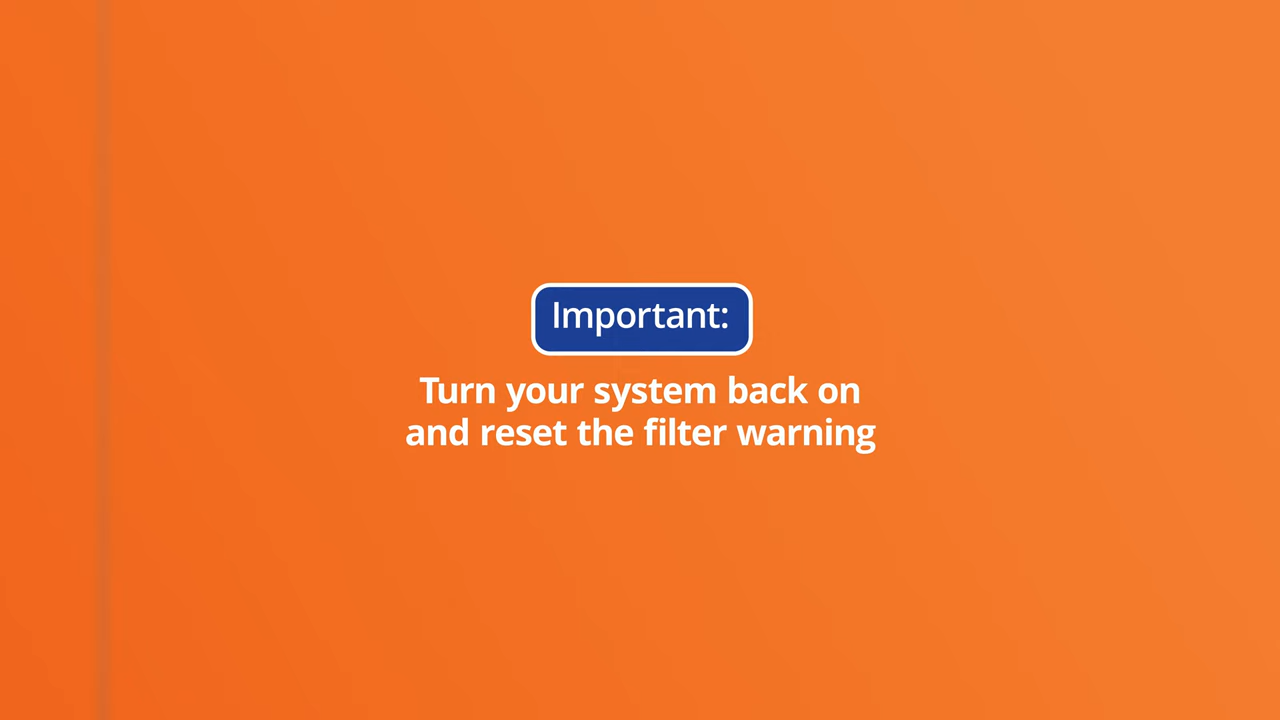 Important:
Turn your system back on
and reset the filter warning